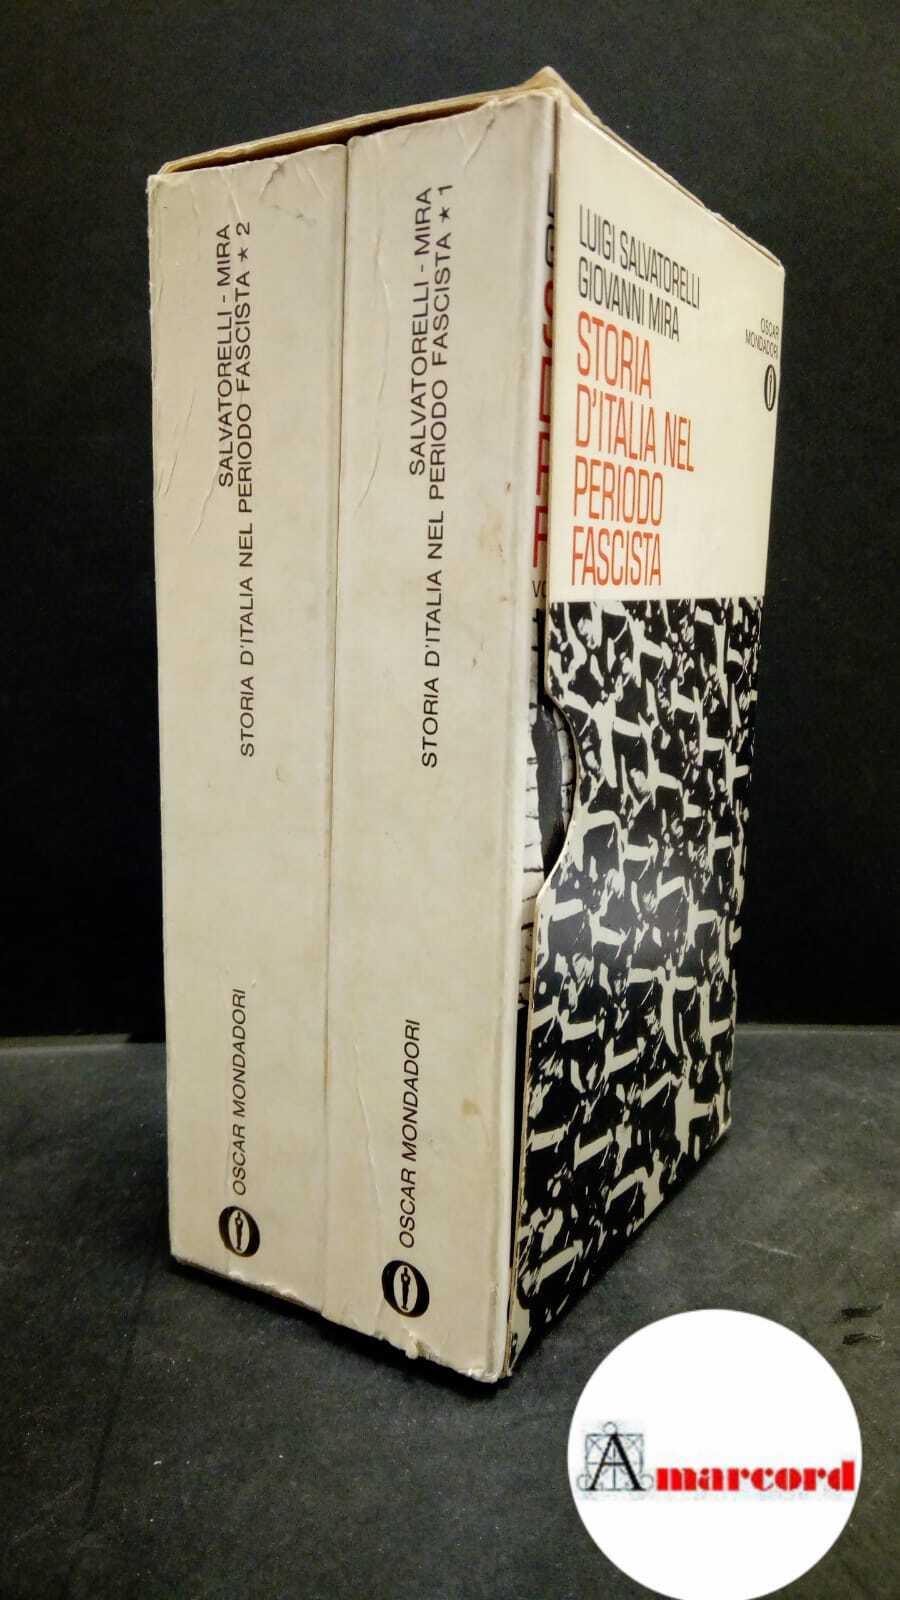 SALVATORELLI - MIRA
STORIA D'ITALIA NEL PERIODO FASCISTA ★ 2
OSCAR MONDADORI
SALVATORELLI - MIRA
STORIA D'ITALIA NEL PERIODO FASCISTA ★ 1
OSCAR MONDADORI
LUIGI SALVATORELLI
GIOVANNI MIRA
STORIA
D'ITALIA NEL
PERIODO
FASCISTA
OSCAR
MONDADORI
Amarcord